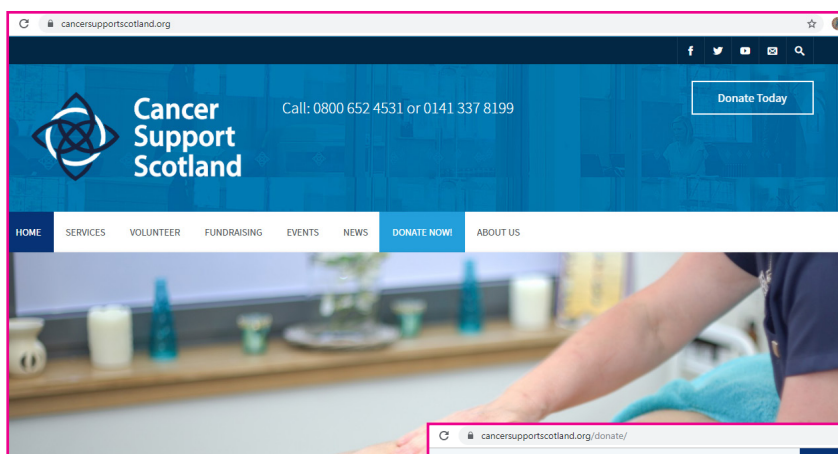 cancersupportscotland.org
Cancer
Support
Scotland
Call: 0800 652 4531 or 0141 337 8199
Donate Today
HOME SERVICES VOLUNTEER FUNDRAISING EVENTS NEWS DONATE NOW! ABOUT US
cancersupportscotland.org/donate/